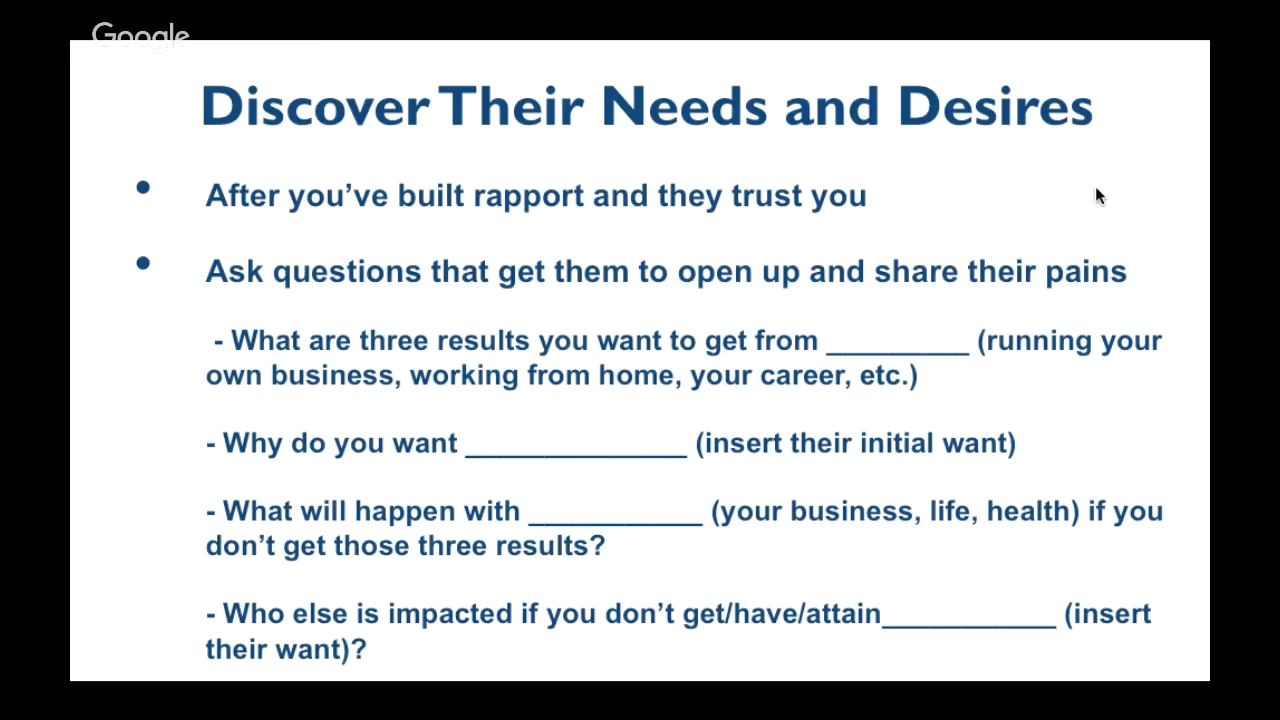 Google
Discover Their Needs and Desires
• After you’ve built rapport and they trust you
• Ask questions that get them to open up and share their pains
- What are three results you want to get from _________ (running your
own business, working from home, your career, etc.)
- Why do you want ______________ (insert their initial want)
- What will happen with ___________ (your business, life, health) if you
don’t get those three results?
- Who else is impacted if you don’t get/have/attain___________ (insert
their want)?